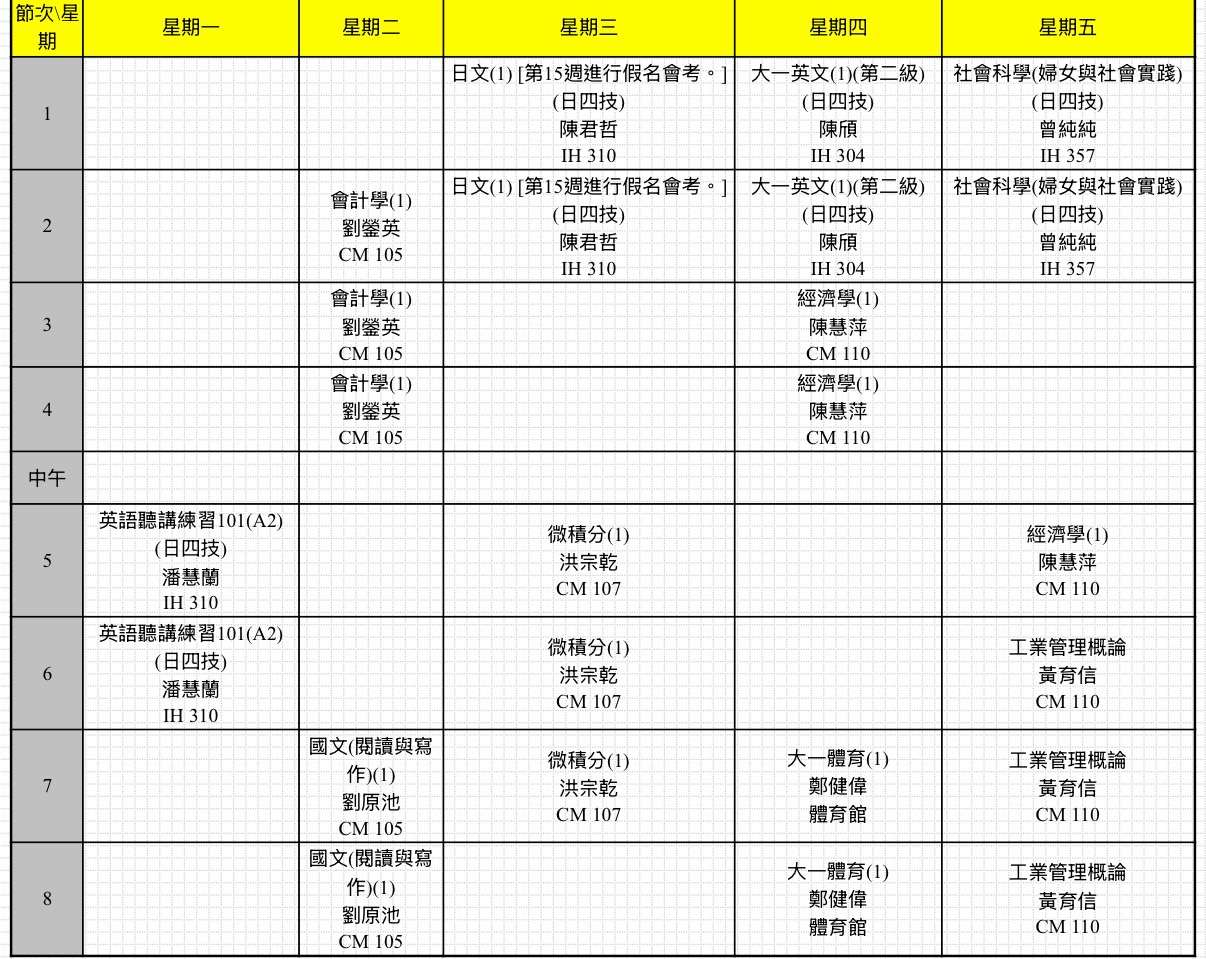 節次\星
期
星期一
星期二
星期三
星期四
星期五
1
日文(1) [第15週進行假名會考。]
(日四技)
陳君哲
IH 310
大一英文(1)(第二級)
(日四技)
陳頎
IH 304
社會科學(婦女與社會實踐)
(日四技)
曾純純
IH 357
2
會計學(1)
劉鎣英
CM 105
日文(1) [第15週進行假名會考。]
(日四技)
陳君哲
IH 310
大一英文(1)(第二級)
(日四技)
陳頎
IH 304
社會科學(婦女與社會實踐)
(日四技)
曾純純
IH 357
3
會計學(1)
劉鎣英
CM 105
經濟學(1)
陳慧萍
CM 110
4
會計學(1)
劉鎣英
CM 105
經濟學(1)
陳慧萍
CM 110
中午
5
英語聽講練習101(A2)
(日四技)
潘慧蘭
IH 310
微積分(1)
洪宗乾
CM 107
經濟學(1)
陳慧萍
CM 110
6
英語聽講練習101(A2)
(日四技)
潘慧蘭
IH 310
微積分(1)
洪宗乾
CM 107
工業管理概論
黃育信
CM 110
7
國文(閱讀與寫
作)(1)
劉原池
CM 105
微積分(1)
洪宗乾
CM 107
大一體育(1)
鄭健偉
體育館
工業管理概論
黃育信
CM 110
8
國文(閱讀與寫
作)(1)
劉原池
CM 105
大一體育(1)
鄭健偉
體育館
工業管理概論
黃育信
CM 110